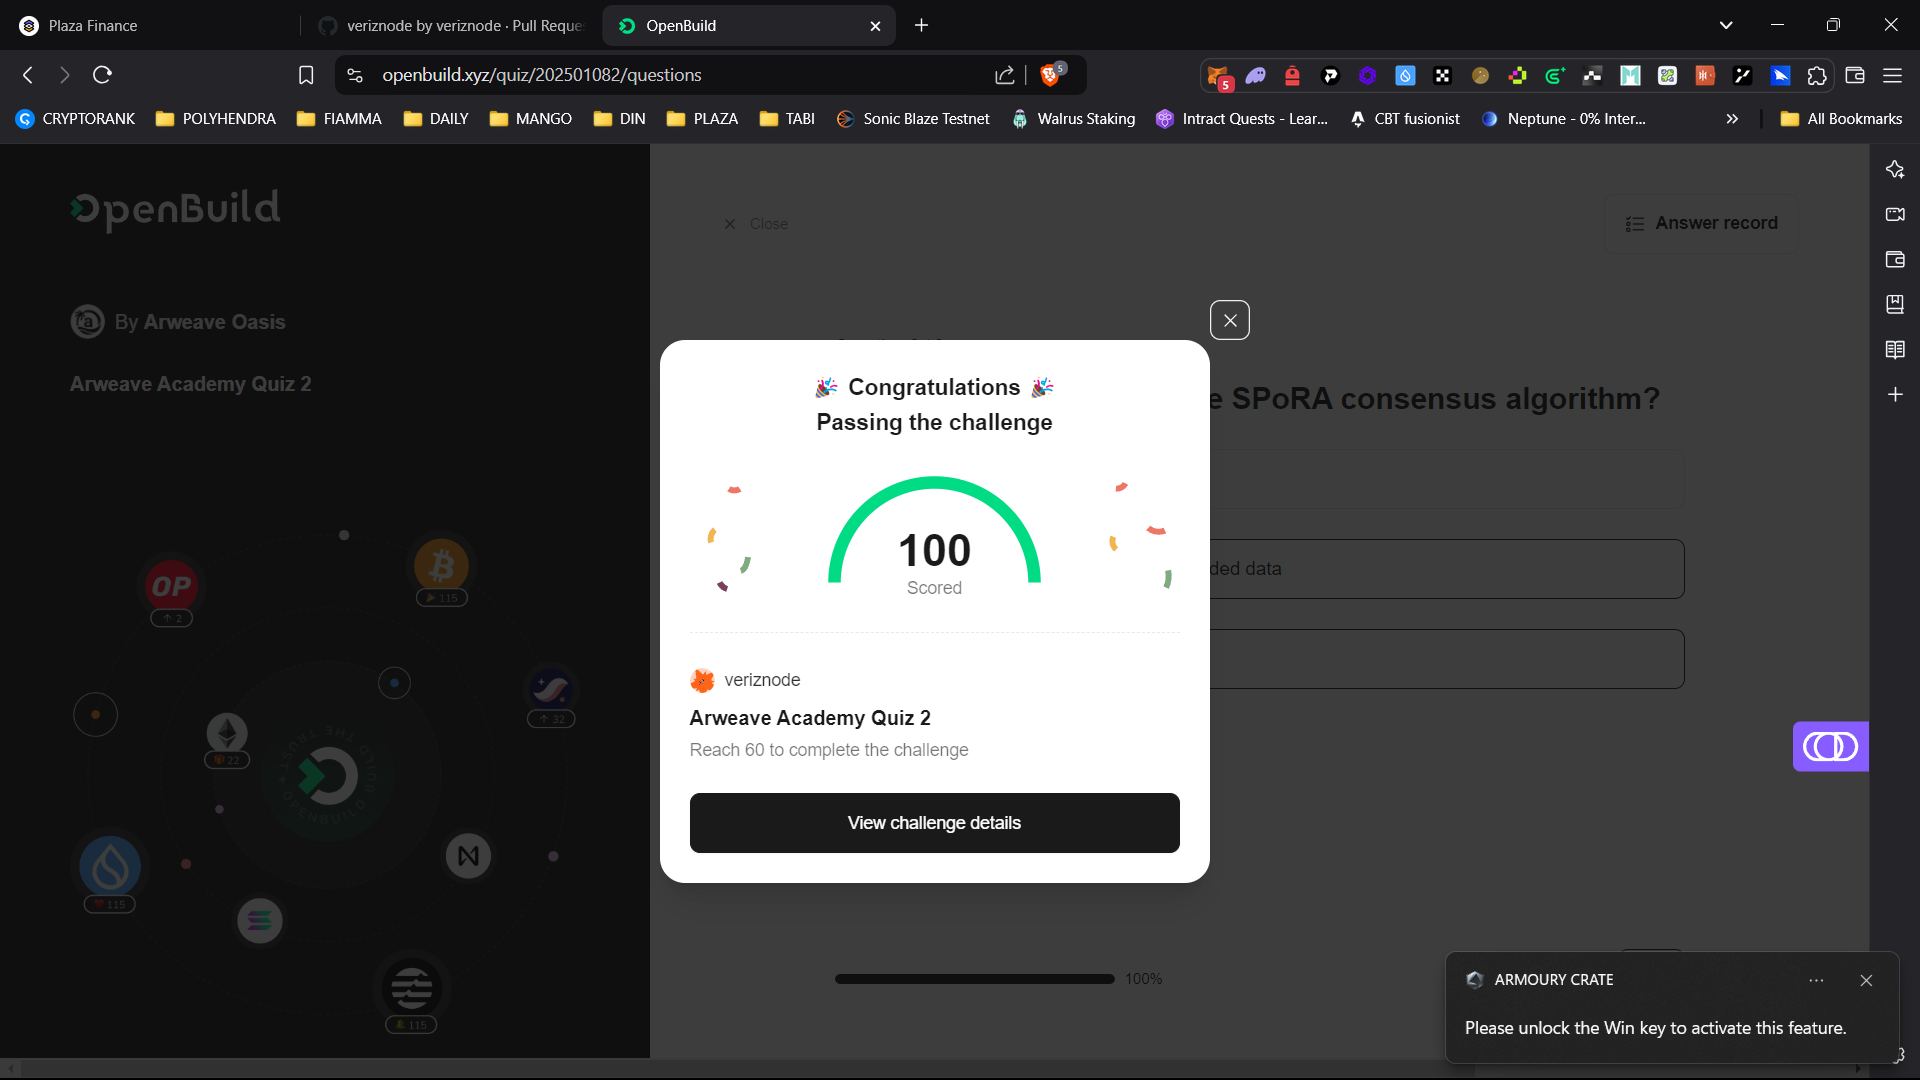 Plaza Finance
veriznode by veriznode · Pull Reque
OpenBuild
openbuild.xyz/quiz/202501082/questions
5
5
CRYPTORANK
POLYHENDRA
FIAMMA
DAILY
MANGO
DIN
PLAZA
TABI
Sonic Blaze Testnet
Walrus Staking
Intract Quests - Lear...
CBT fusionist
Neptune - 0% Inter...
All Bookmarks
OpenBuild
Close
Answer record
By Arweave Oasis
Arweave Academy Quiz 2
e SPoRA consensus algorithm?
ded data
Congratulations
Passing the challenge
100
Scored
veriznode
Arweave Academy Quiz 2
Reach 60 to complete the challenge
View challenge details
OP
2
115
32
22
115
115
100%
ARMOURY CRATE
Please unlock the Win key to activate this feature.